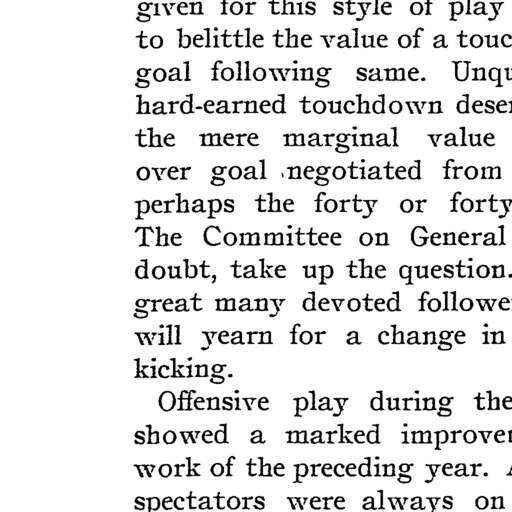 given for this style of play
to belittle the value of a touc
goal following same. Unqu
hard-earned touchdown deser
the mere marginal value
over goal negotiated from
perhaps the forty or forty
The Committee on General
doubt, take up the question.
great many devoted followe
will yearn for a change in
kicking.
Offensive play during the
showed a marked improve
work of the preceding year.
spectators were always on